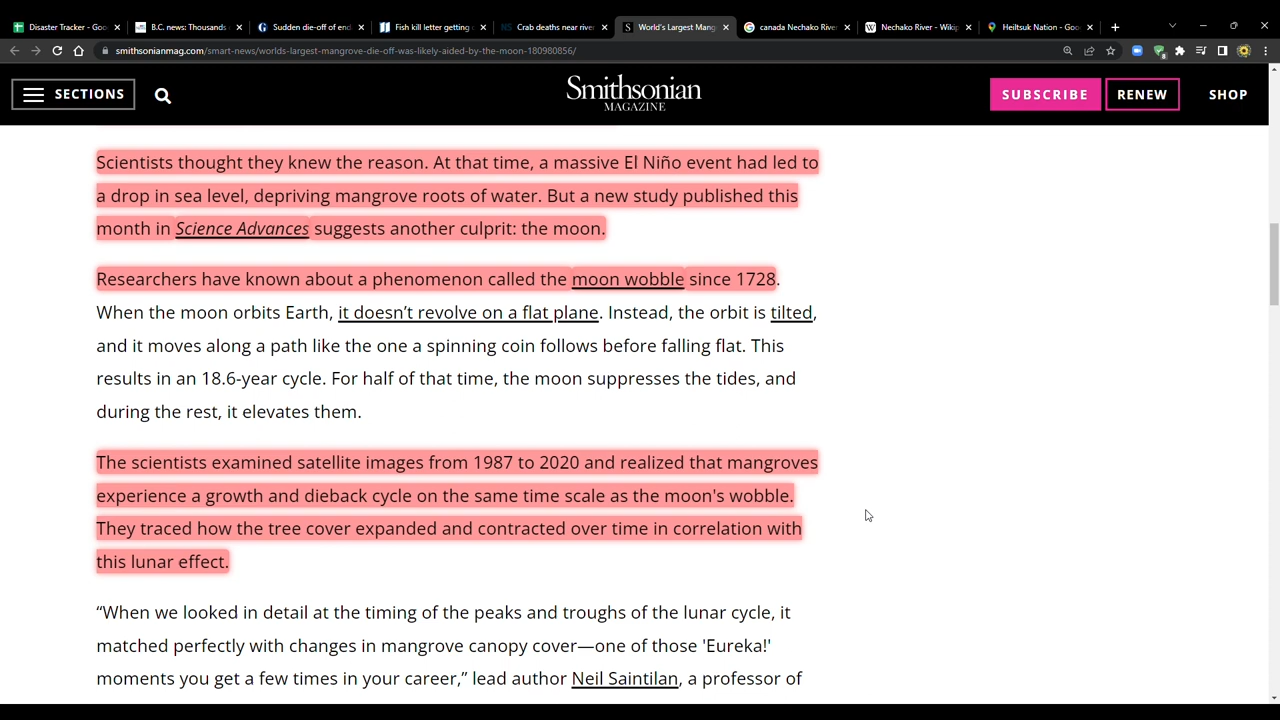 Disaster Tracker - Goo
B.C. news: Thousands
Sudden die-off of end
Fish kill letter getting
Crab deaths near river
World's Largest Mang
canada Nechako River
Nechako River - Wikip
Heiltsuk Nation - Goo
smithsonianmag.com/smart-news/worlds-largest-mangrove-die-off-was-likely-aided-by-the-moon-180980856/
SECTIONS
Smithsonian
MAGAZINE
SUBSCRIBE
RENEW
SHOP
Scientists thought they knew the reason. At that time, a massive El Niño event had led to
a drop in sea level, depriving mangrove roots of water. But a new study published this
month in Science Advances suggests another culprit: the moon.
Researchers have known about a phenomenon called the moon wobble since 1728.
When the moon orbits Earth, it doesn't revolve on a flat plane. Instead, the orbit is tilted,
and it moves along a path like the one a spinning coin follows before falling flat. This
results in an 18.6-year cycle. For half of that time, the moon suppresses the tides, and
during the rest, it elevates them.
The scientists examined satellite images from 1987 to 2020 and realized that mangroves
experience a growth and dieback cycle on the same time scale as the moon's wobble.
They traced how the tree cover expanded and contracted over time in correlation with
this lunar effect.
“When we looked in detail at the timing of the peaks and troughs of the lunar cycle, it
matched perfectly with changes in mangrove canopy cover—one of those 'Eureka!'
moments you get a few times in your career,” lead author Neil Saintilan, a professor of